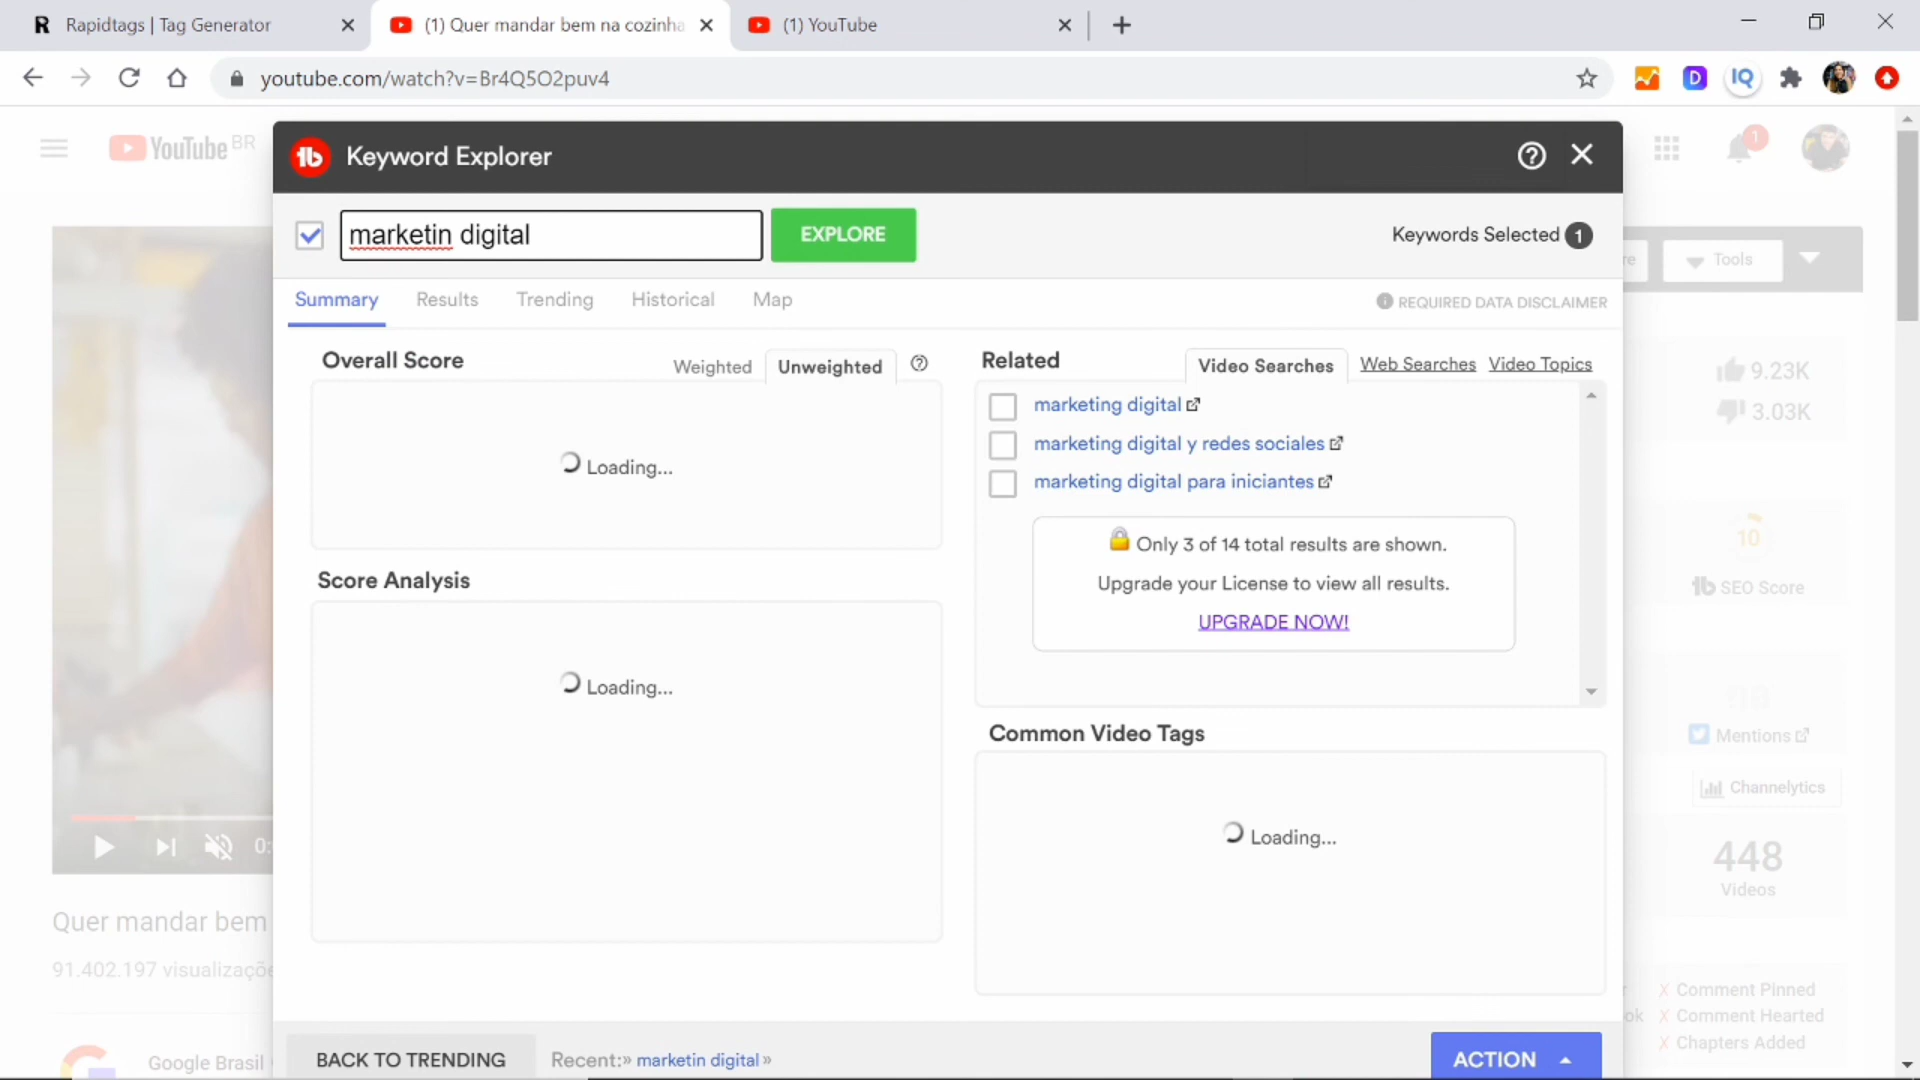 R Rapidtags | Tag Generator
(1) Quer mandar bem na cozinha
(1) YouTube
youtube.com/watch?v=Br4Q5O2puv4
D
IQ
YouTube BR
1
Keyword Explorer
marketin digital
EXPLORE
Keywords Selected 1
Tools
Summary
Results
Trending
Historical
Map
REQUIRED DATA DISCLAIMER
Overall Score
Weighted
Unweighted
Related
Video Searches
Web Searches
Video Topics
9.23K
3.03K
marketing digital
marketing digital y redes sociales
marketing digital para iniciantes
Loading...
Only 3 of 14 total results are shown.
Upgrade your License to view all results.
UPGRADE NOW!
10
SEO Score
Score Analysis
Loading...
Common Video Tags
Loading...
Mentions
Channelytics
448
Videos
0:
Quer mandar bem
91.402.197 visualizaçõe
Comment Pinned
ok
Comment Hearted
Chapters Added
Google Brasil
BACK TO TRENDING
Recent:» marketin digital »
ACTION